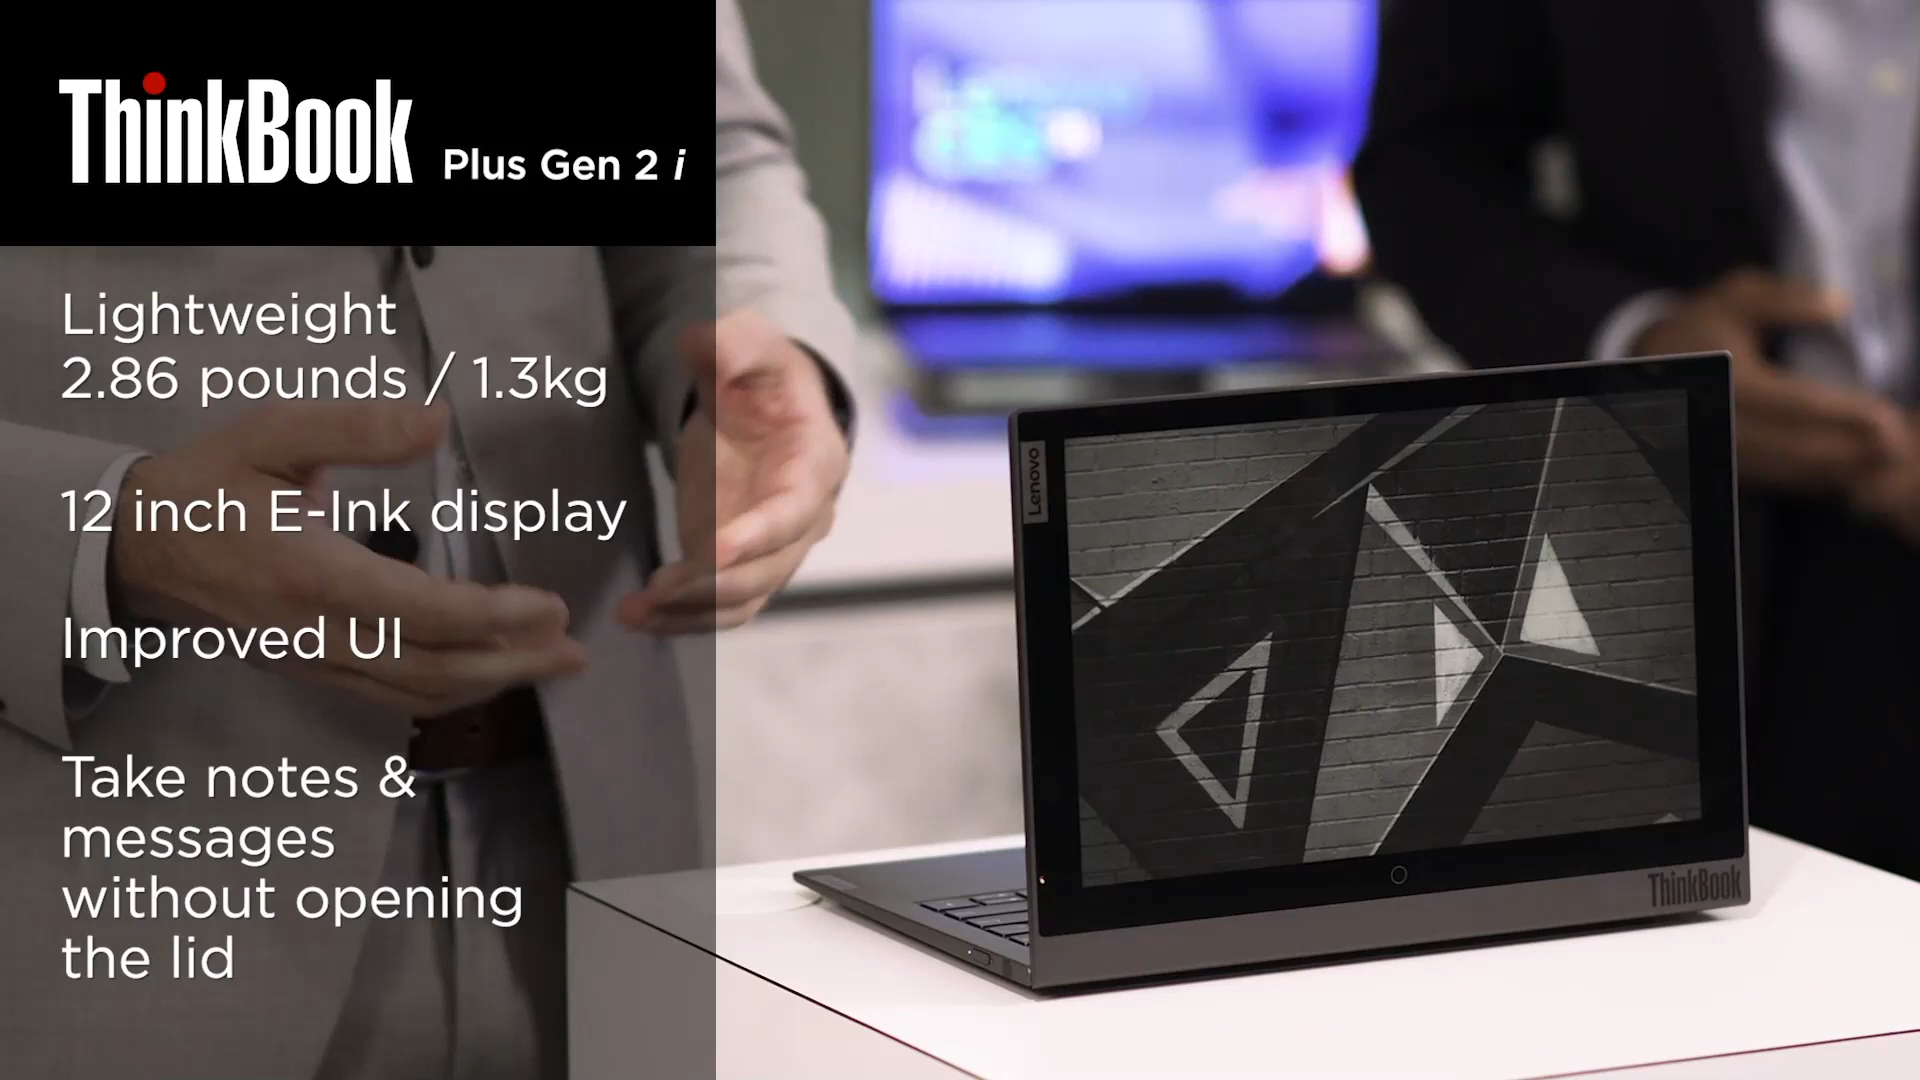 ThinkBook Plus Gen 2 i
Lightweight
2.86 pounds / 1.3kg
12 inch E-Ink display
Improved UI
Take notes &
messages
without opening
the lid
Lenovo
ThinkBook